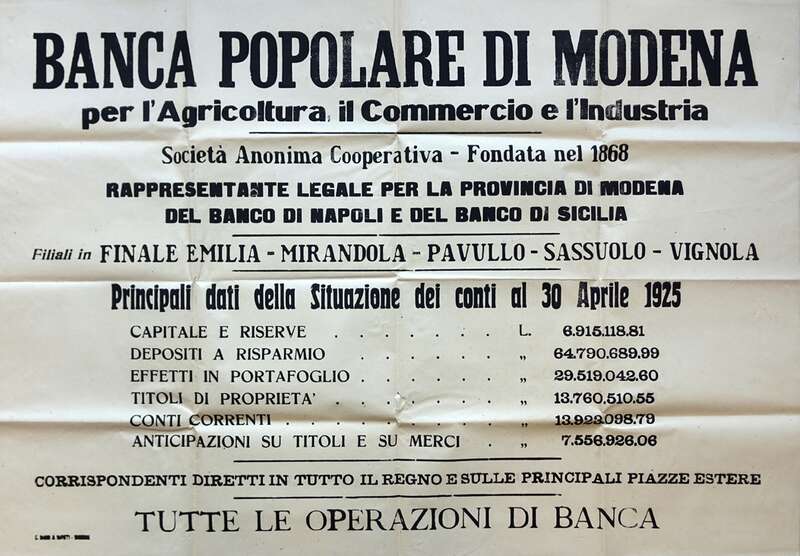 BANCA POPOLARE DI MODENA
per l'Agricoltura, il Commercio e l'Industria
Società Anonima Cooperativa - Fondata nel 1868
RAPPRESENTANTE LEGALE PER LA PROVINCIA DI MODENA
DEL BANCO DI NAPOLI E DEL BANCO DI SICILIA
Filiali in FINALE EMILIA - MIRANDOLA - PAVULLO - SASSUOLO - VIGNOLA
Principali dati della Situazione dei conti al 30 Aprile 1925
CAPITALE E RISERVE . . . . . . . L. 6.915.118.81
DEPOSITI A RISPARMIO . . . . . . „ 64.790.689.99
EFFETTI IN PORTAFOGLIO . . . . . „ 29.519.042.60
TITOLI DI PROPRIETA' . . . . . . „ 13.760.510.55
CONTI CORRENTI . . . . . . . . „ 13.923.098.79
ANTICIPAZIONI SU TITOLI E SU MERCI . „ 7.556.926.06
CORRISPONDENTI DIRETTI IN TUTTO IL REGNO E SULLE PRINCIPALI PIAZZE ESTERE
TUTTE LE OPERAZIONI DI BANCA